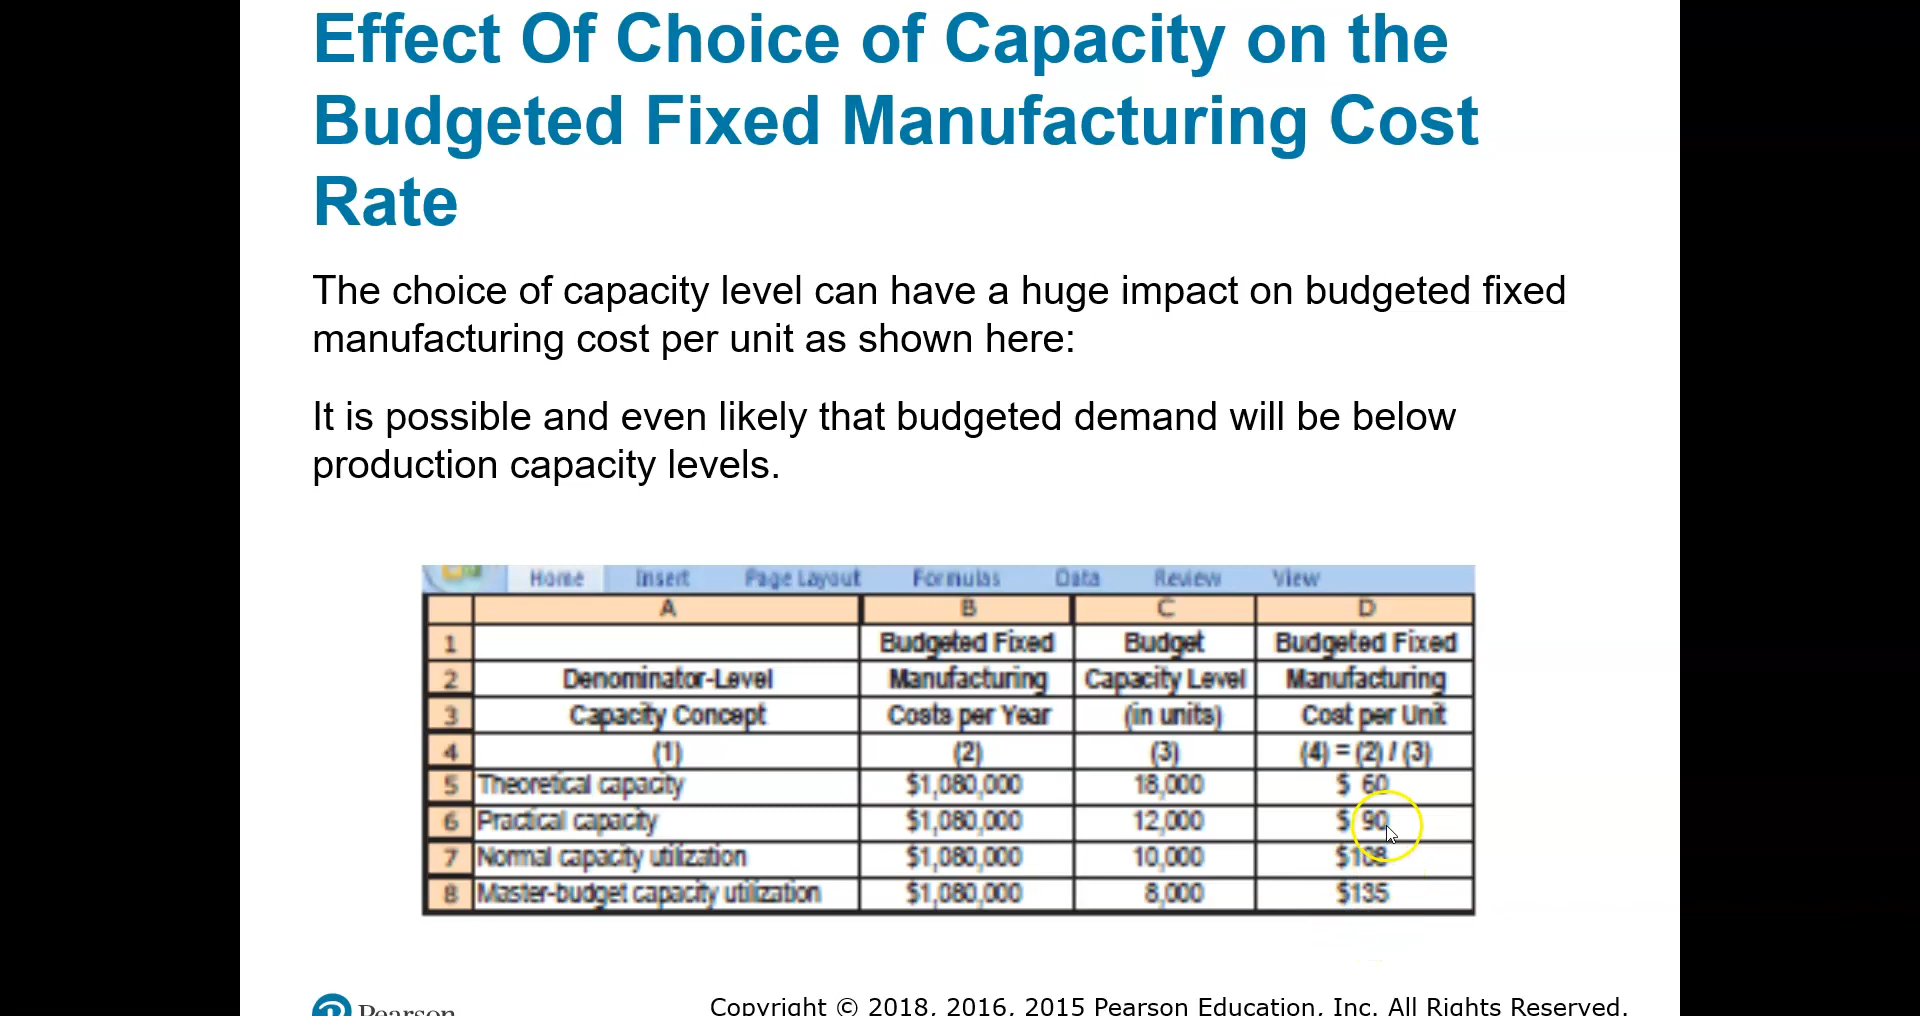 Effect Of Choice of Capacity on the
Budgeted Fixed Manufacturing Cost
Rate
The choice of capacity level can have a huge impact on budgeted fixed
manufacturing cost per unit as shown here:
It is possible and even likely that budgeted demand will be below
production capacity levels.
Home Insert Page Layout Formulas Data Review View
A B C D
1 Budgeted Fixed Budget Budgeted Fixed
2 Denominator-Level Manufacturing Capacity Level Manufacturing
3 Capacity Concept Costs per Year (in units) Cost per Unit
4 (1) (2) (3) (4) = (2) / (3)
5 Theoretical capacity $1,080,000 18,000 $ 60
6 Practical capacity $1,080,000 12,000 $ 90
7 Normal capacity utilization $1,080,000 10,000 $108
8 Master-budget capacity utilization $1,080,000 8,000 $135
Pearson Copyright © 2018, 2016, 2015 Pearson Education, Inc. All Rights Reserved.